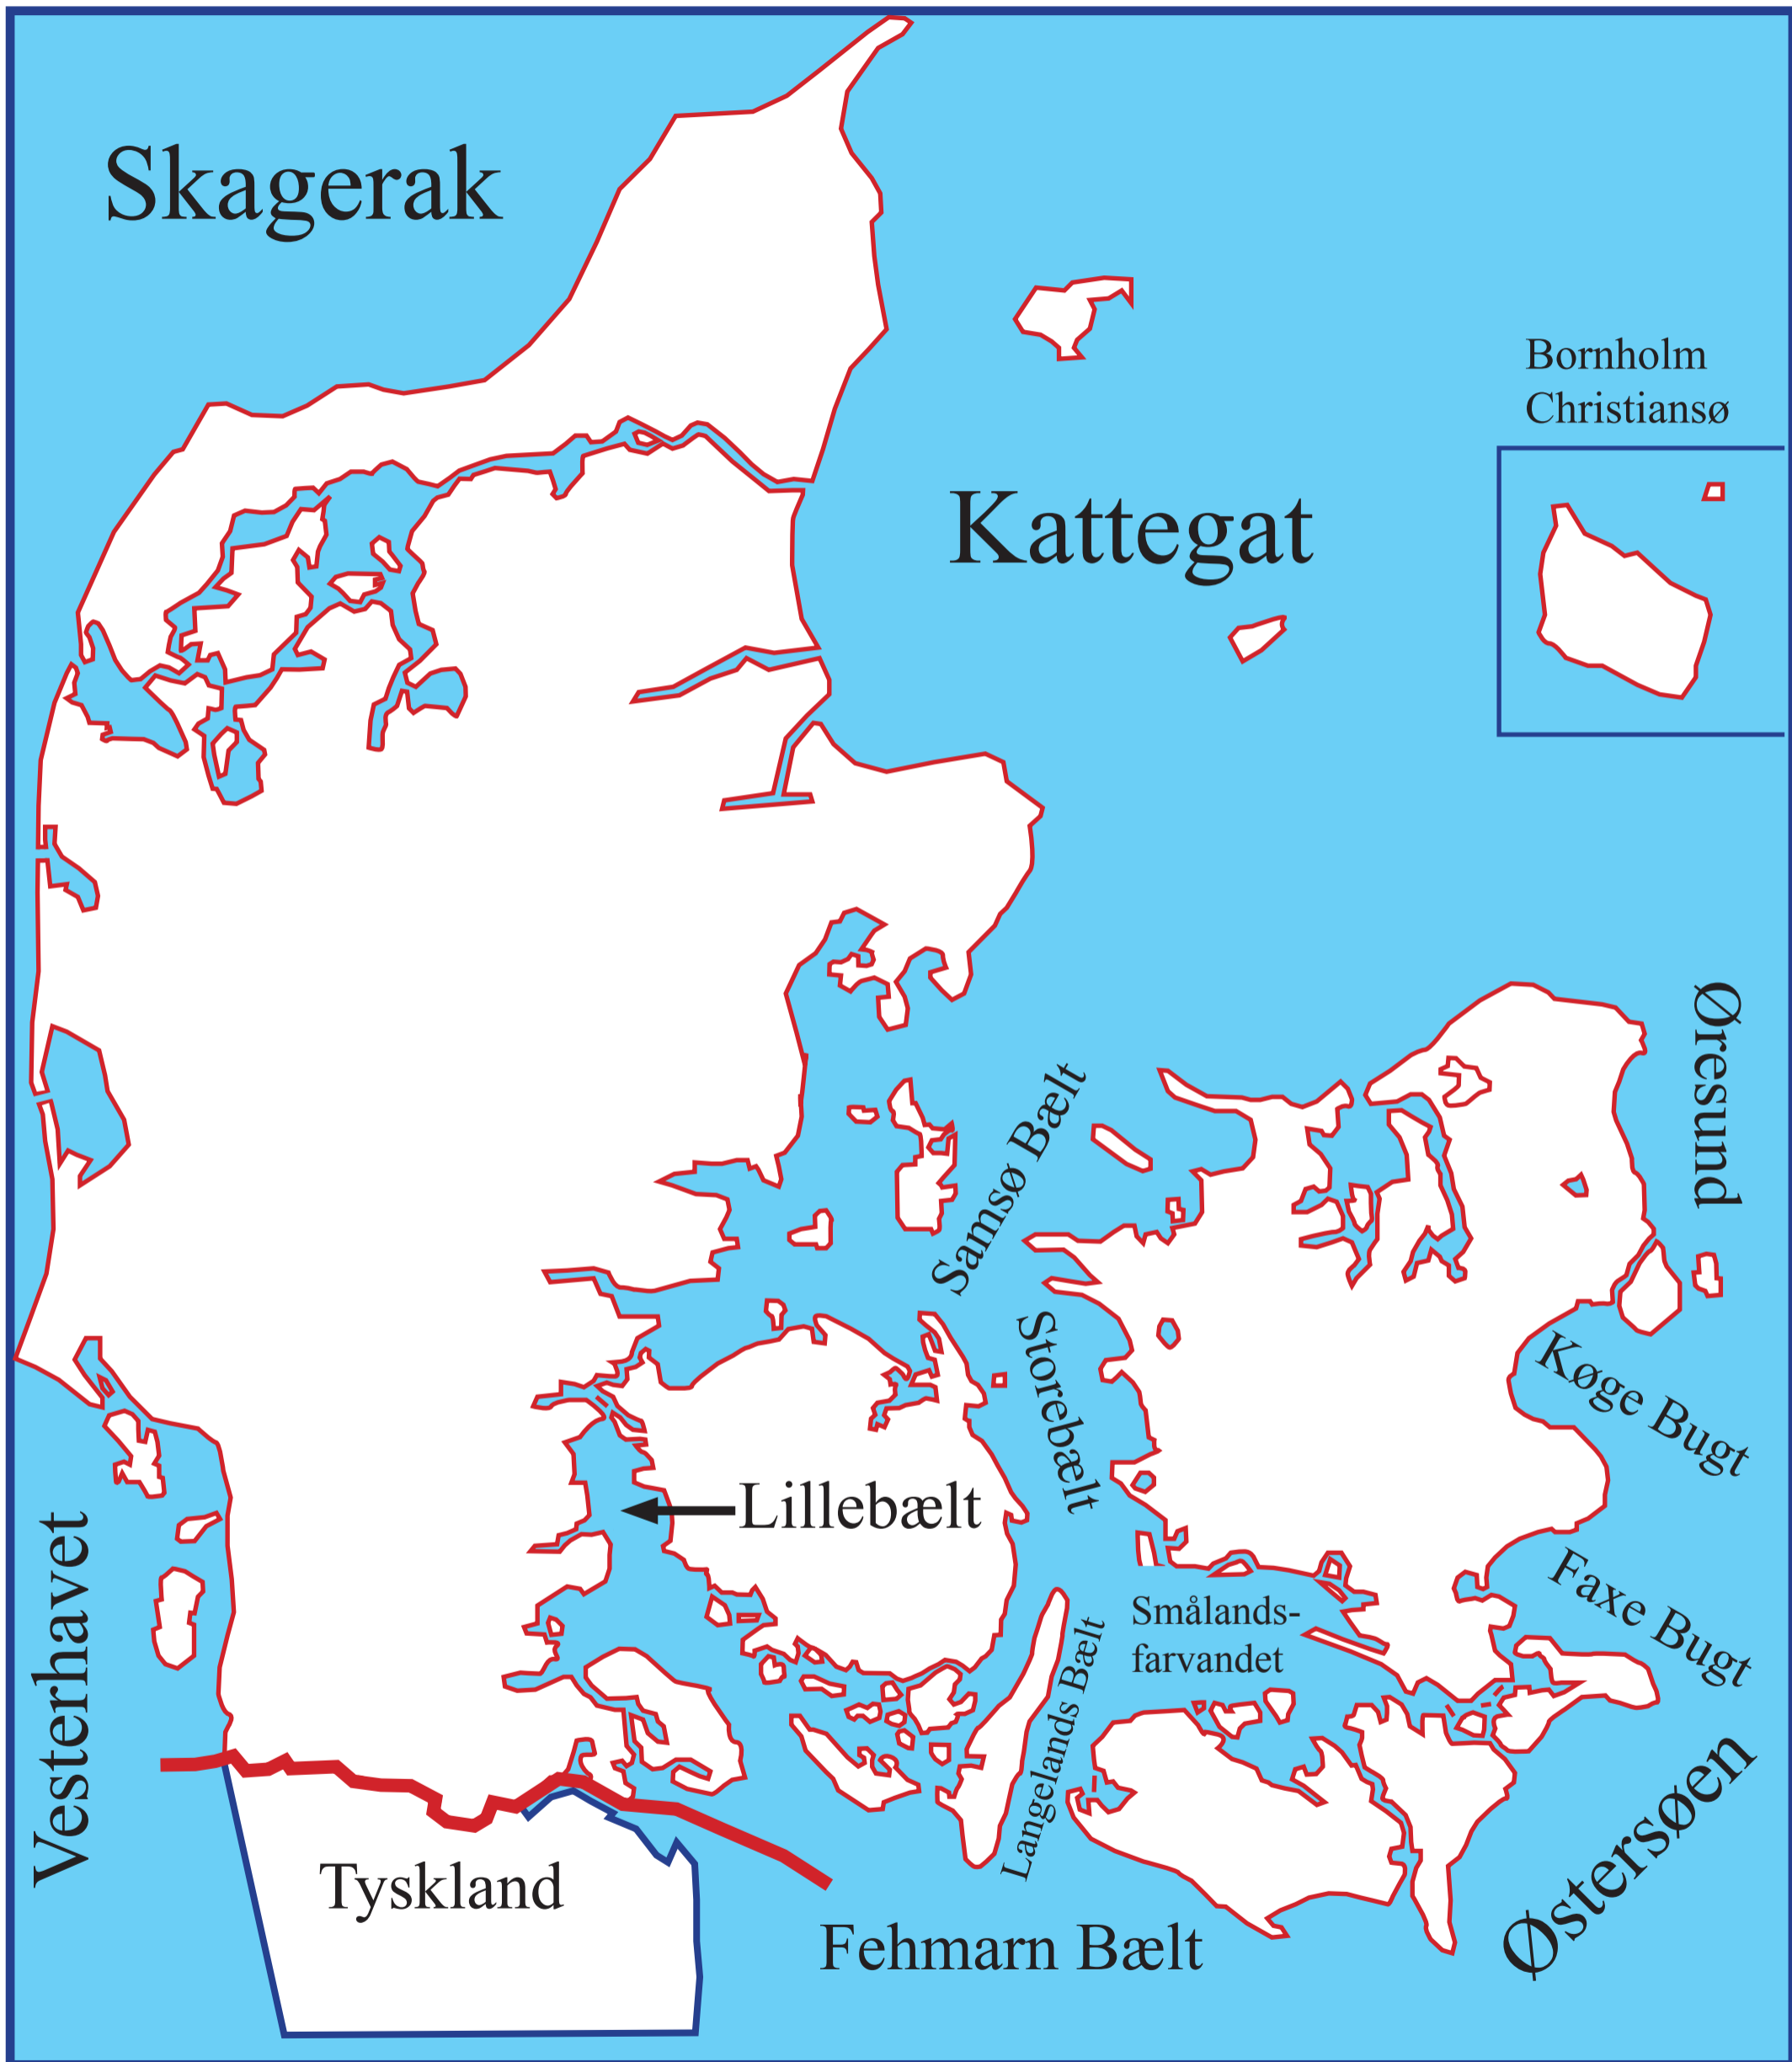 Skagerak
Bornholm
Christiansø
Kattegat
Øresund
Samsø Bælt
Storebælt
Køge Bugt
Lillebælt
Vesterhavet
Smålands-
farvandet
Faxe Bugt
Langelands Bælt
Østersøen
Tyskland
Fehmarn Bælt